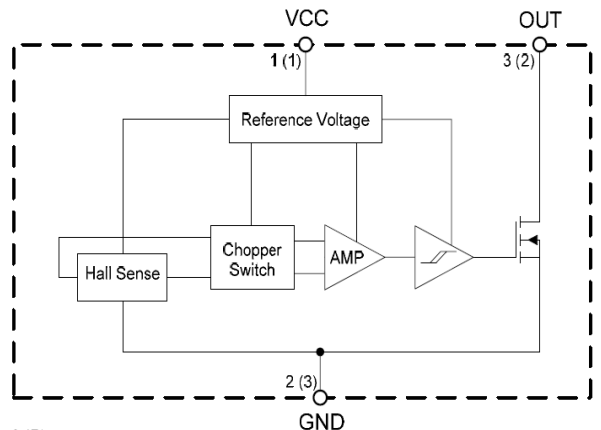 VCC
OUT
1 (1)
3 (2)
Reference Voltage
Chopper
Switch
AMP
Hall Sense
2 (3)
GND